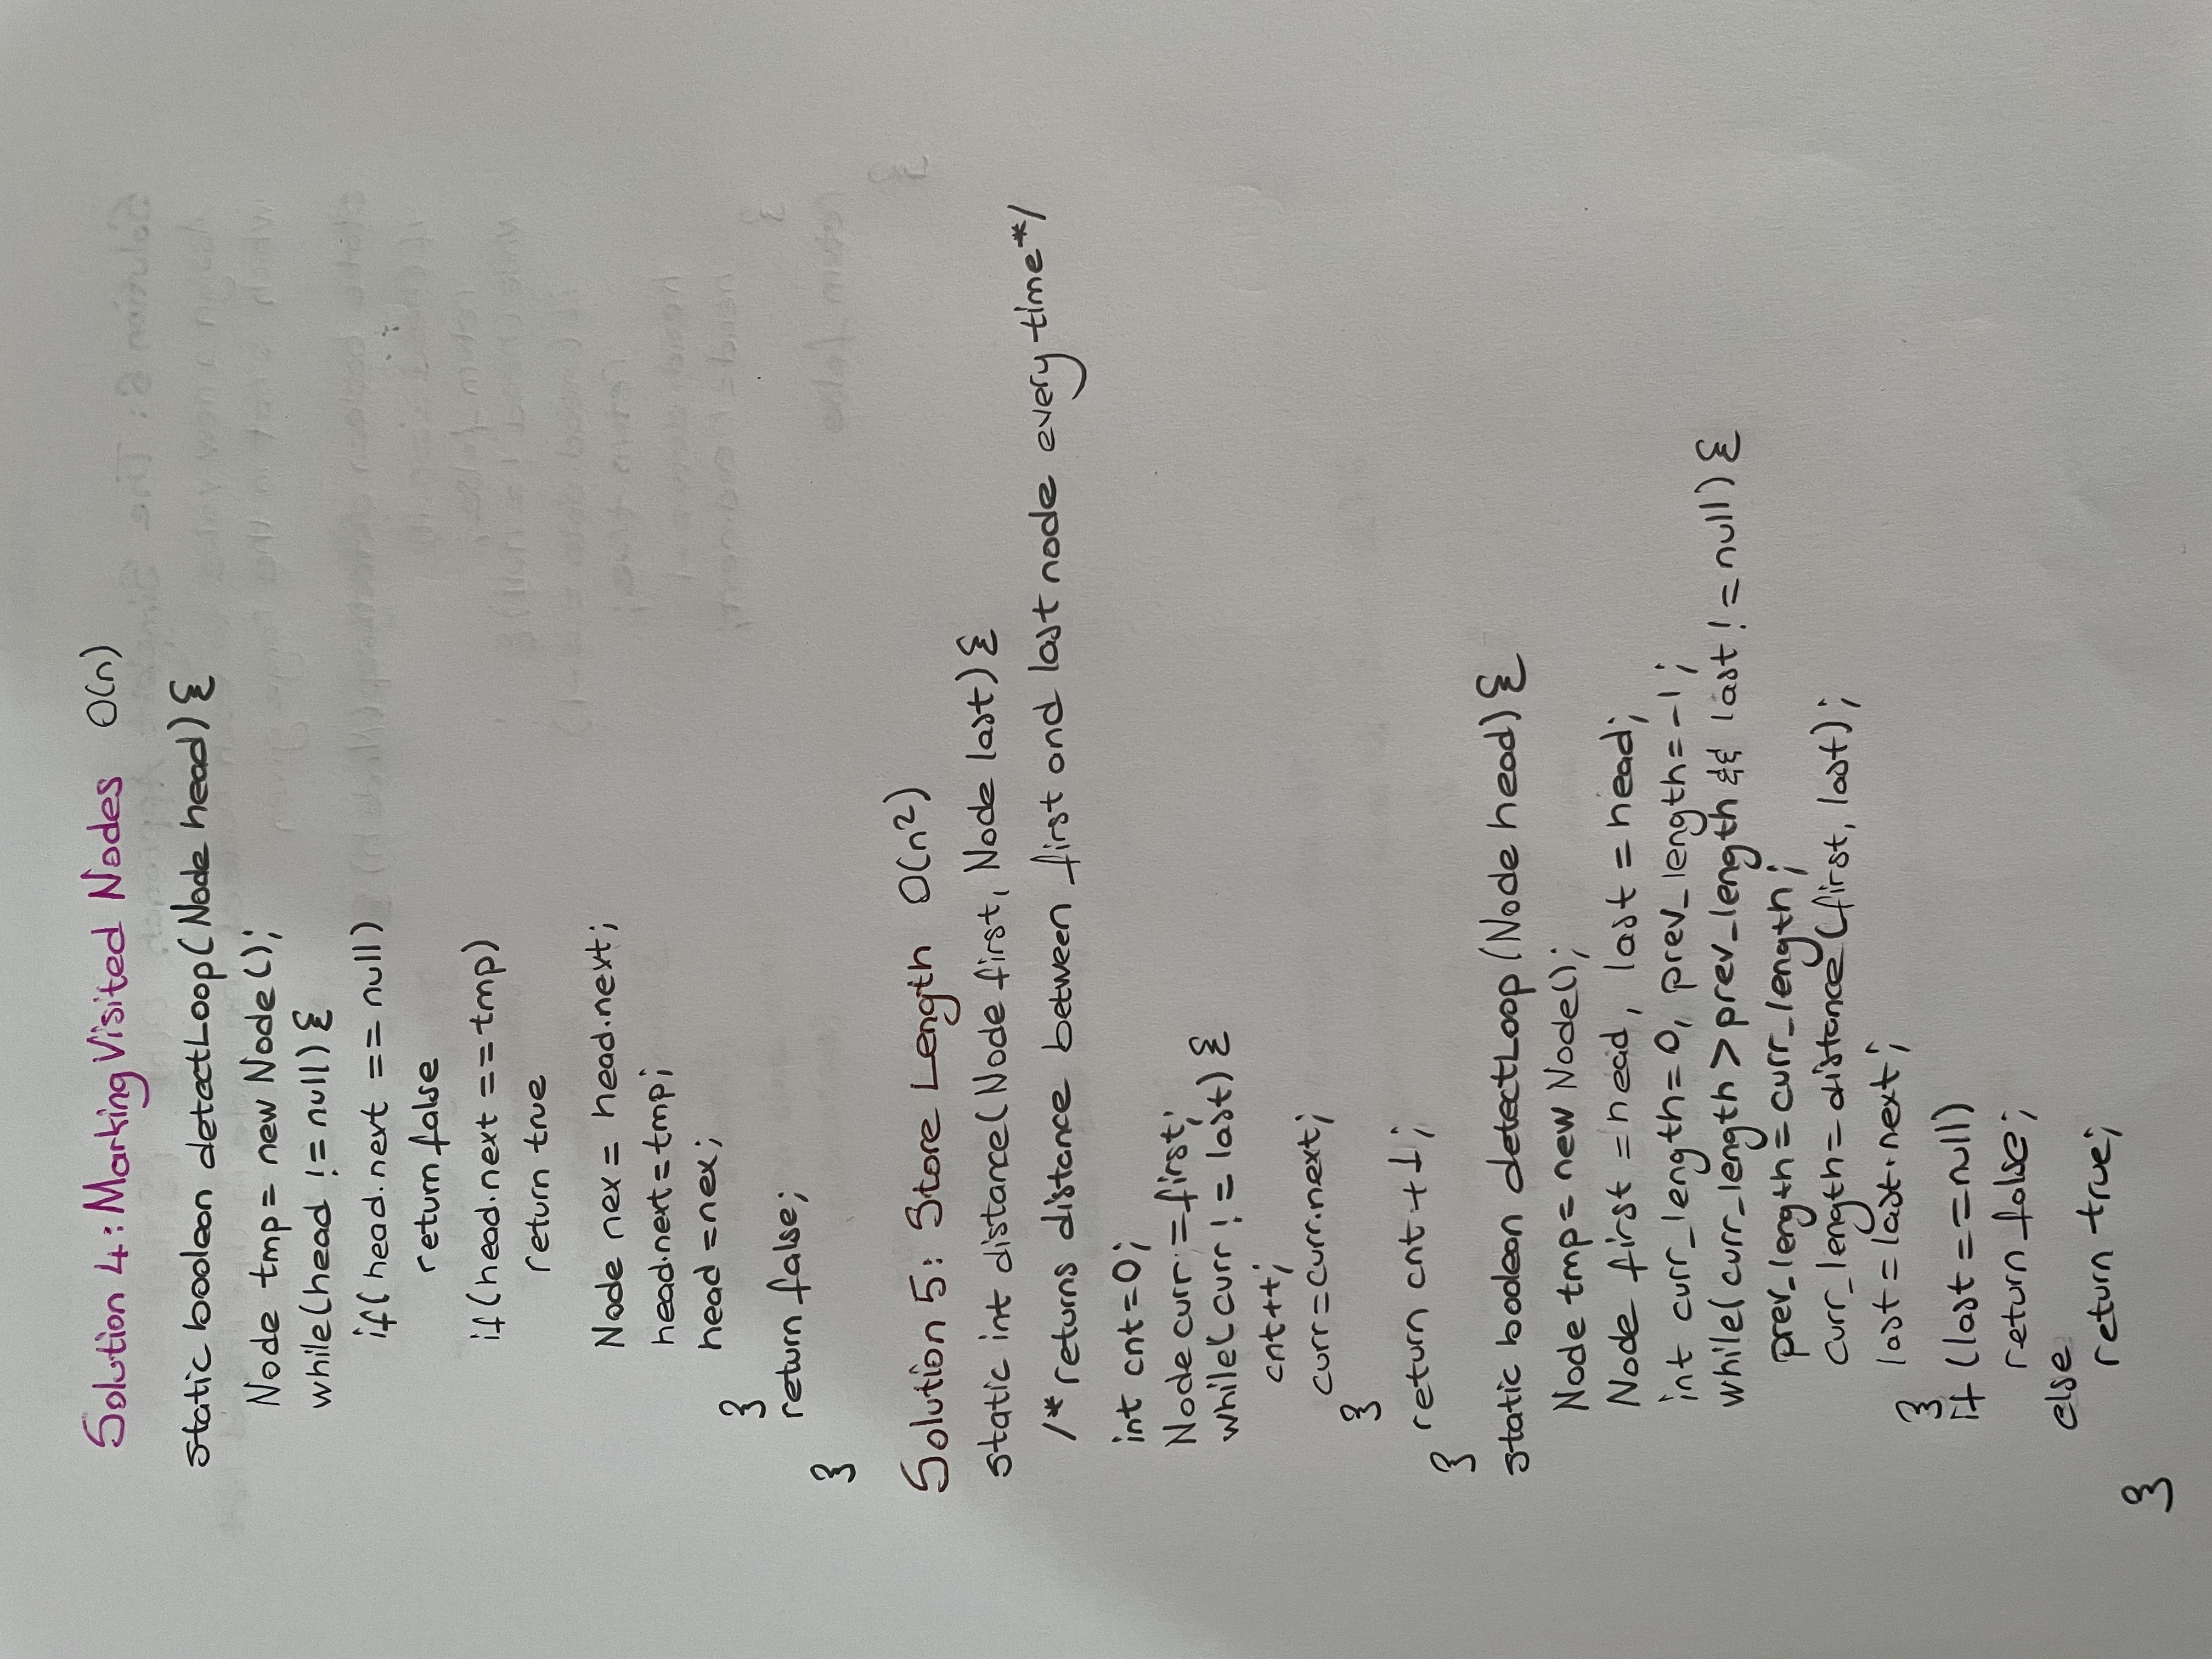 Solution 4: Marking Visited Nodes O(n)
static boolean detectLoop(Node head){
Node tmp = new Node();
while(head != null){
if(head.next == null)
return false
if(head.next == tmp)
return true
Node nex = head.next;
head.next = tmp;
head = nex;
}
return false;
}
Solution 5: Store Length O(n²)
static int distance(Node first, Node last){
/* returns distance between first and last node every time */
int cnt=0;
Node curr = first;
while(curr != last){
cnt++;
curr = curr.next;
}
return cnt + 1;
}
static boolean detectLoop(Node head){
Node tmp = new Node();
Node first = head, last = head;
int curr_length = 0, prev_length = -1;
while(curr_length > prev_length && last != null){
prev_length = curr_length;
curr_length = distance(first, last);
last = last.next;
}
if (last == null)
return false;
else
return true;
}